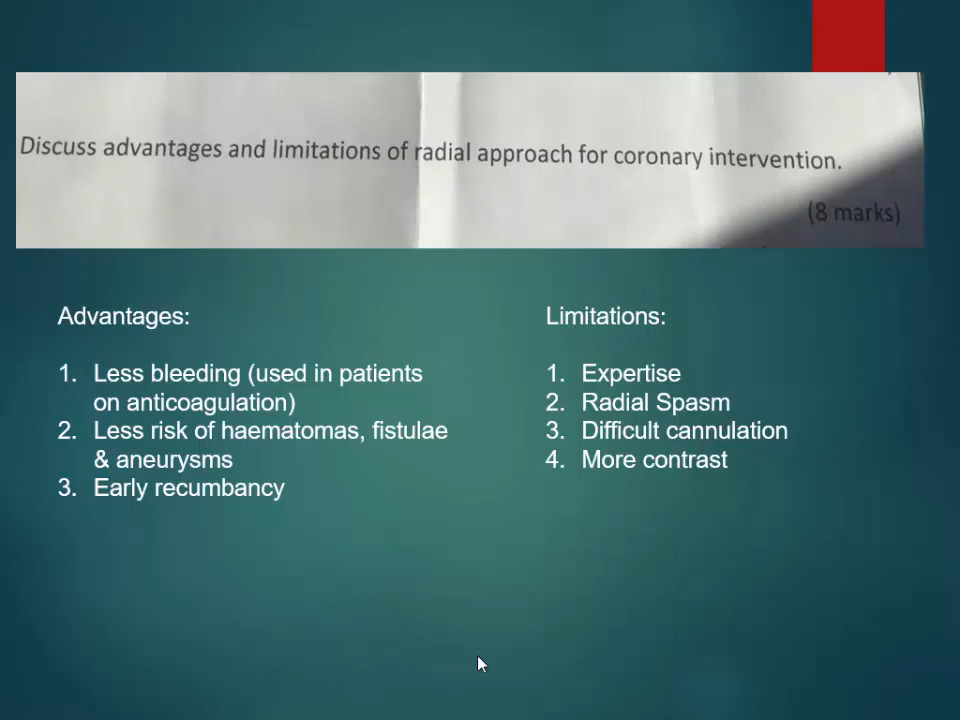 Discuss advantages and limitations of radial approach for coronary intervention.
(8 marks)
Advantages:
1. Less bleeding (used in patients
on anticoagulation)
2. Less risk of haematomas, fistulae
& aneurysms
3. Early recumbancy
Limitations:
1. Expertise
2. Radial Spasm
3. Difficult cannulation
4. More contrast